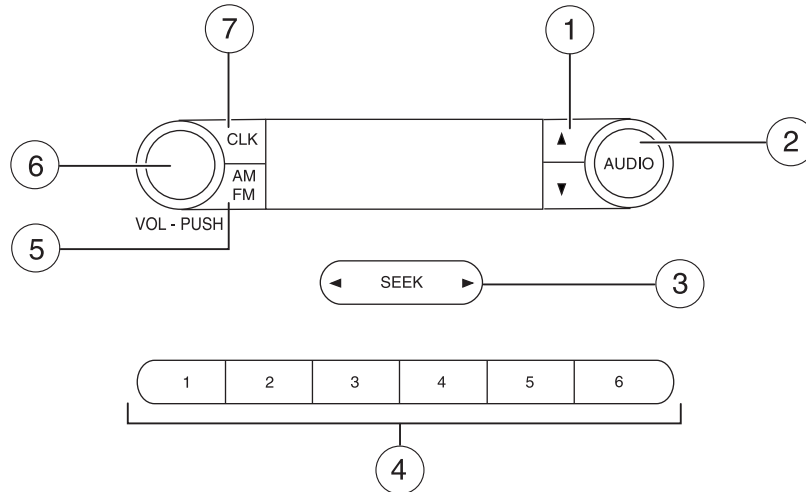 7
1
CLK
▲
6
2
AUDIO
AM
FM
▼
VOL - PUSH
5
◄ SEEK ►
3
1 2 3 4 5 6
4